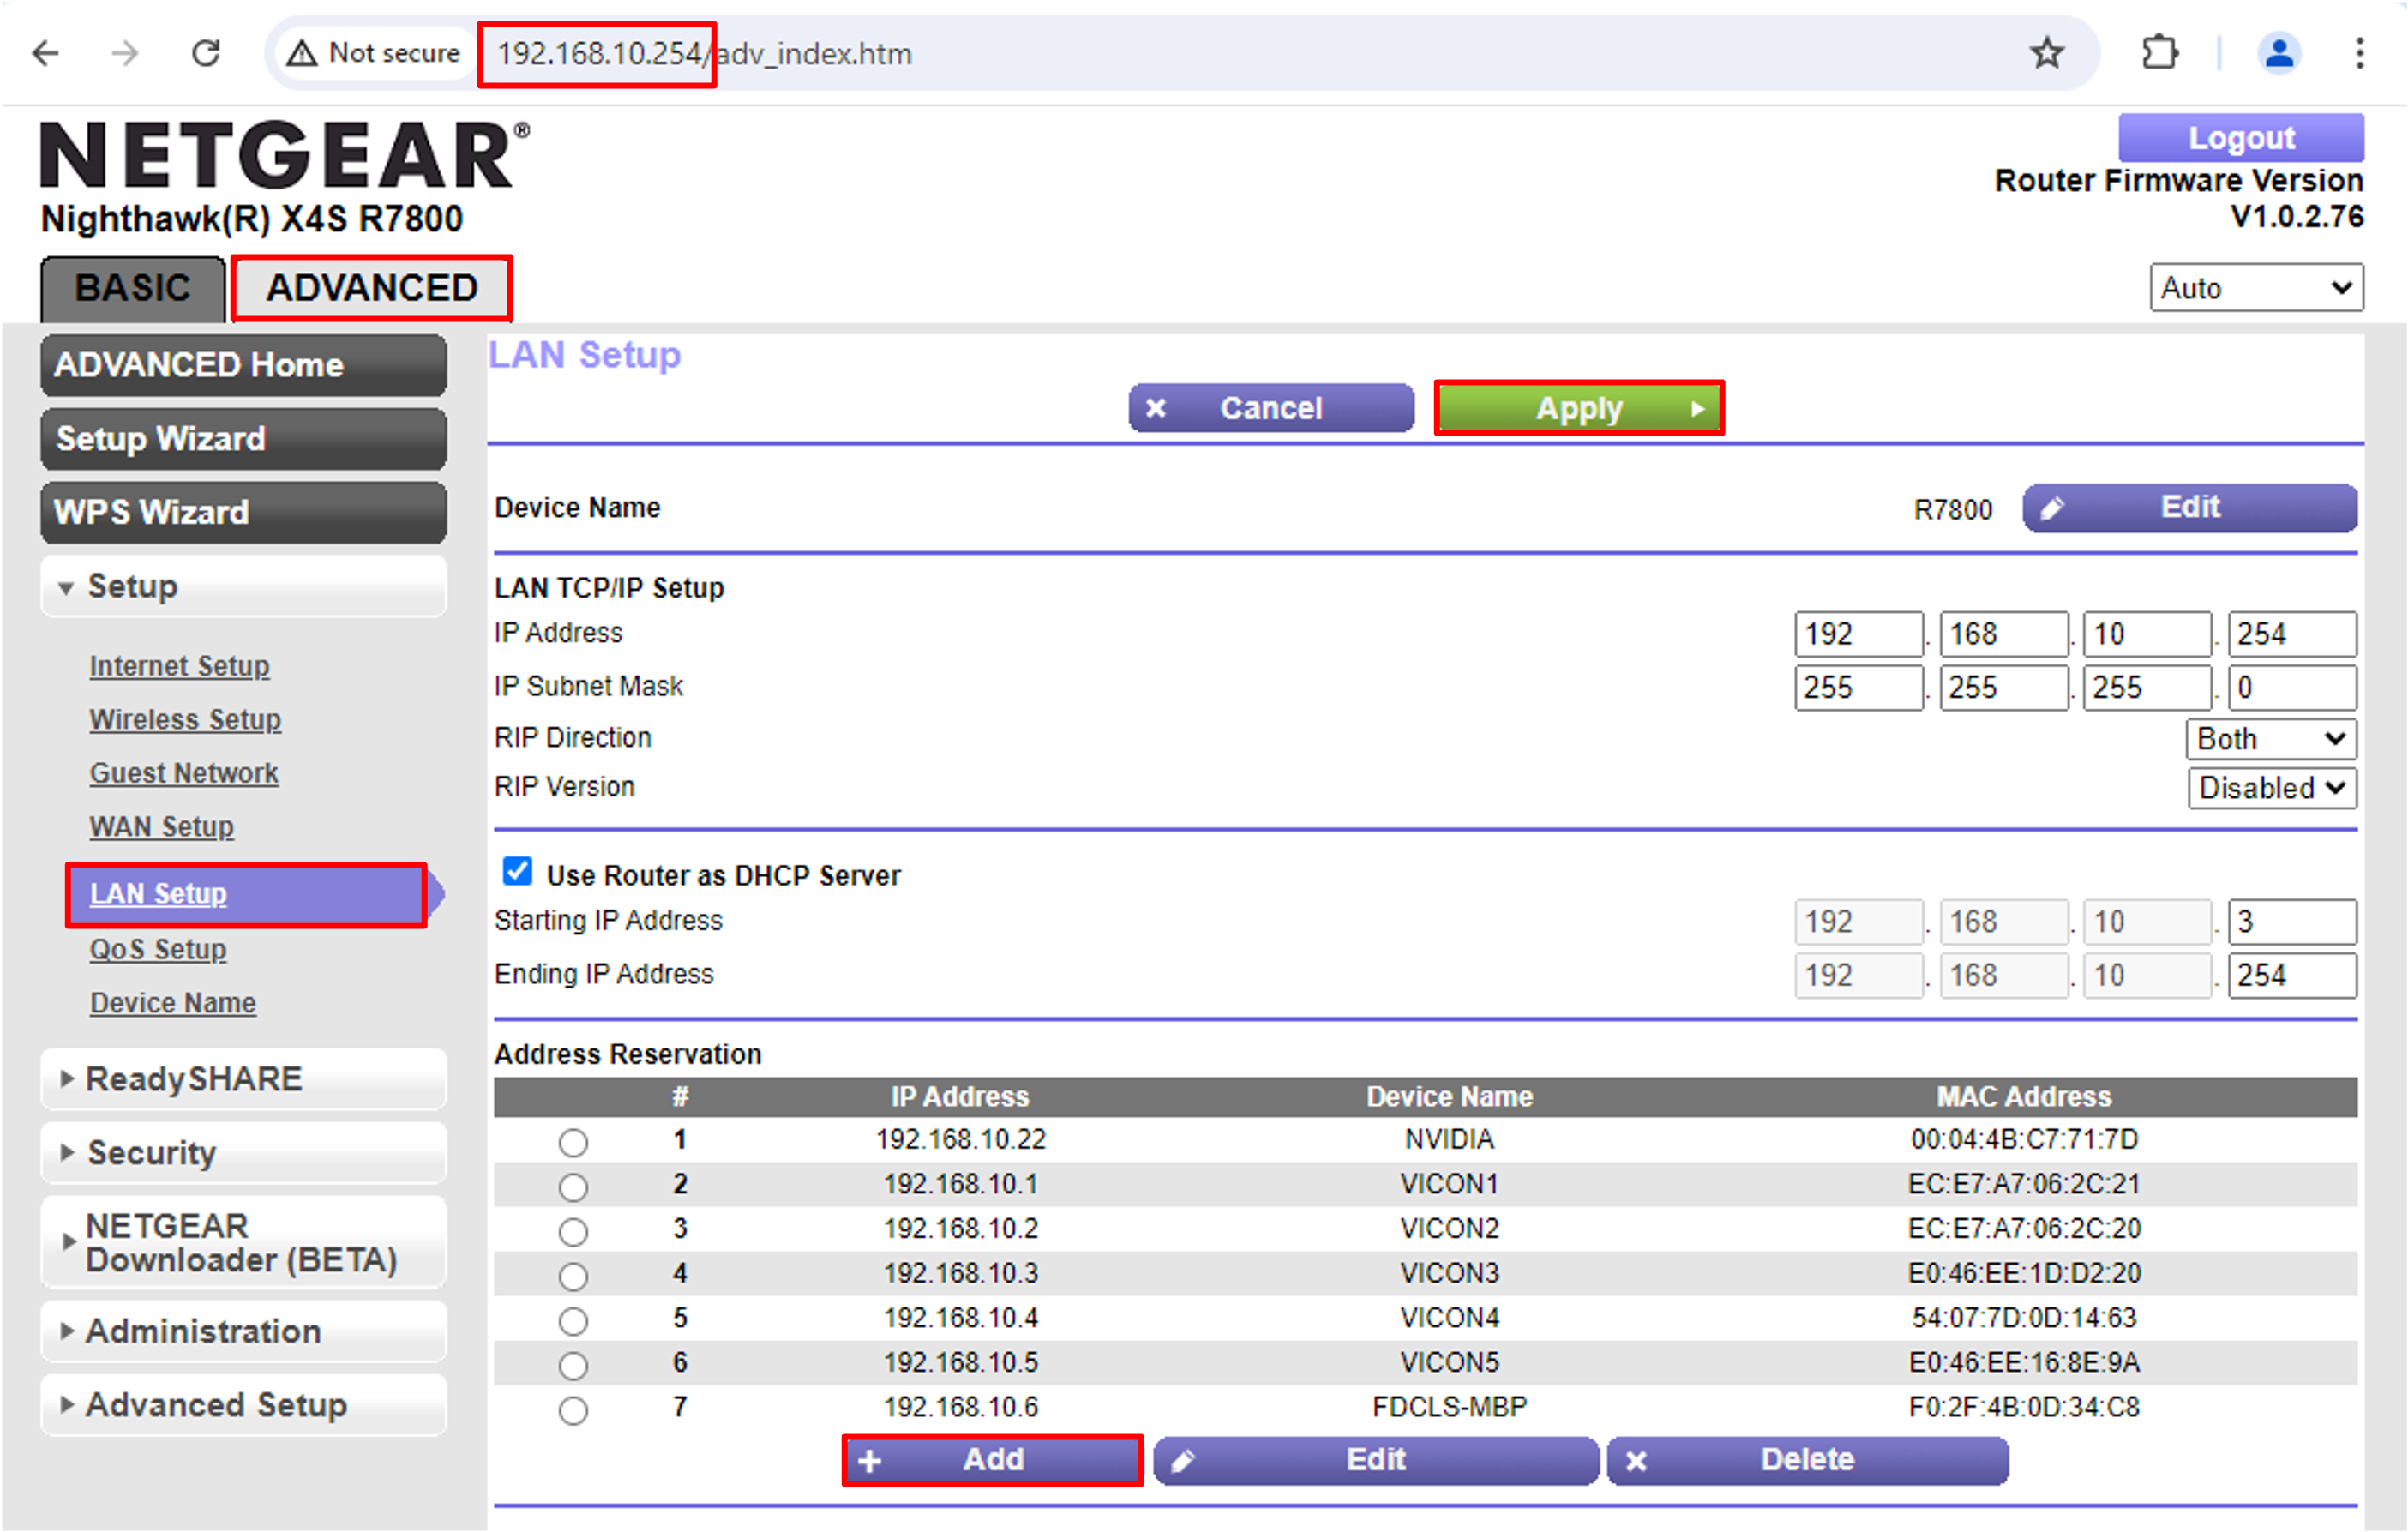 Not secure 192.168.10.254/adv_index.htm
NETGEAR®
Nighthawk(R) X4S R7800
Logout
Router Firmware Version
V1.0.2.76
BASIC ADVANCED
Auto
ADVANCED Home
Setup Wizard
WPS Wizard
Setup
Internet Setup
Wireless Setup
Guest Network
WAN Setup
LAN Setup
QoS Setup
Device Name
ReadySHARE
Security
NETGEAR
Downloader (BETA)
Administration
Advanced Setup
LAN Setup
Cancel Apply
Device Name R7800 Edit
LAN TCP/IP Setup
IP Address 192 . 168 . 10 . 254
IP Subnet Mask 255 . 255 . 255 . 0
RIP Direction Both
RIP Version Disabled
Use Router as DHCP Server
Starting IP Address 192 . 168 . 10 . 3
Ending IP Address 192 . 168 . 10 . 254
Address Reservation
# IP Address Device Name MAC Address
1 192.168.10.22 NVIDIA 00:04:4B:C7:71:7D
2 192.168.10.1 VICON1 EC:E7:A7:06:2C:21
3 192.168.10.2 VICON2 EC:E7:A7:06:2C:20
4 192.168.10.3 VICON3 E0:46:EE:1D:D2:20
5 192.168.10.4 VICON4 54:07:7D:0D:14:63
6 192.168.10.5 VICON5 E0:46:EE:16:8E:9A
7 192.168.10.6 FDCLS-MBP F0:2F:4B:0D:34:C8
Add Edit Delete